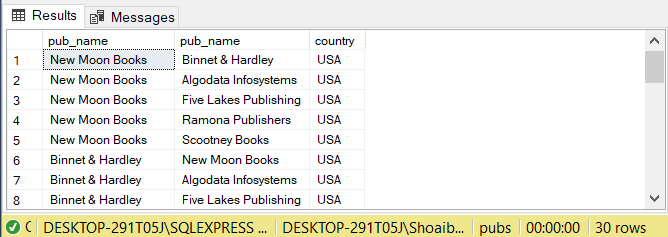 Results Messages
pub_name pub_name country
1 New Moon Books Binnet & Hardley USA
2 New Moon Books Algodata Infosystems USA
3 New Moon Books Five Lakes Publishing USA
4 New Moon Books Ramona Publishers USA
5 New Moon Books Scootney Books USA
6 Binnet & Hardley New Moon Books USA
7 Binnet & Hardley Algodata Infosystems USA
8 Binnet & Hardley Five Lakes Publishing USA
DESKTOP-291T05J\SQLEXPRESS ... DESKTOP-291T05J\Shoaib... pubs 00:00:00 30 rows